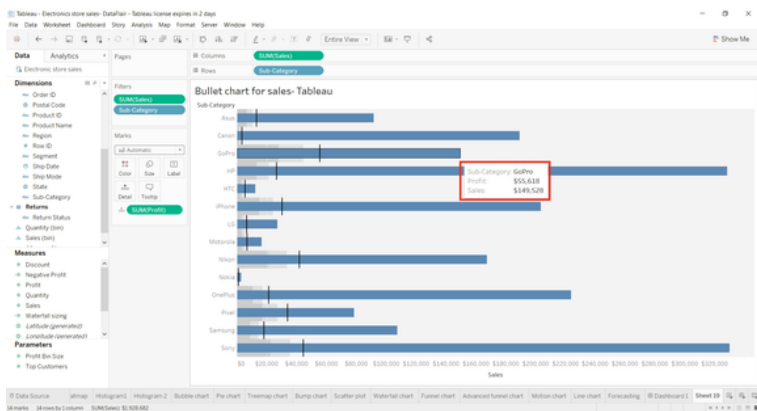 Tableau - Electronics store sales- DataFlair - Tableau license expires in 2 days
File Data Worksheet Dashboard Story Analysis Map Format Server Window Help
Entire View
Show Me
Data Analytics
Pages
Columns SUM(Sales)
Rows Sub-Category
Electronic store sales
Dimensions
Abc Order ID
Postal Code
Abc Product ID
Abc Product Name
Abc Region
# Row ID
Abc Segment
Ship Date
Abc Ship Mode
State
Abc Sub-Category
Returns
Abc Return Status
Quantity (bin)
Sales (bin)
Measures
# Discount
Negative Profit
# Profit
# Quantity
# Sales
Waterfall sizing
Latitude (generated)
Longitude (generated)
Parameters
# Profit Bin Size
# Top Customers
Filters
SUM(Sales)
Sub-Category
Marks
Automatic
Color Size Label
Detail Tooltip
SUM(Profit)
Bullet chart for sales- Tableau
Sub Category
Asus
Canon
GoPro
HP
HTC
iPhone
LG
Motorola
Nikon
Nokia
OnePlus
Pixel
Samsung
Sony
Sub-Category: GoPro
Profit: $55,618
Sales: $149,528
$0 $20,000 $40,000 $60,000 $80,000 $100,000 $120,000 $140,000 $160,000 $180,000 $200,000 $220,000 $240,000 $260,000 $280,000 $300,000 $320,000
Sales
Data Source atmap Histogram1 Histogram-2 Bubble chart Pie chart Treemap chart Bump chart Scatter plot Waterfall chart Funnel chart Advanced funnel chart Motion chart Line chart Forecasting Dashboard 1 Sheet 19
14 marks 14 rows by 1 column SUM(Sales): $1,928,682